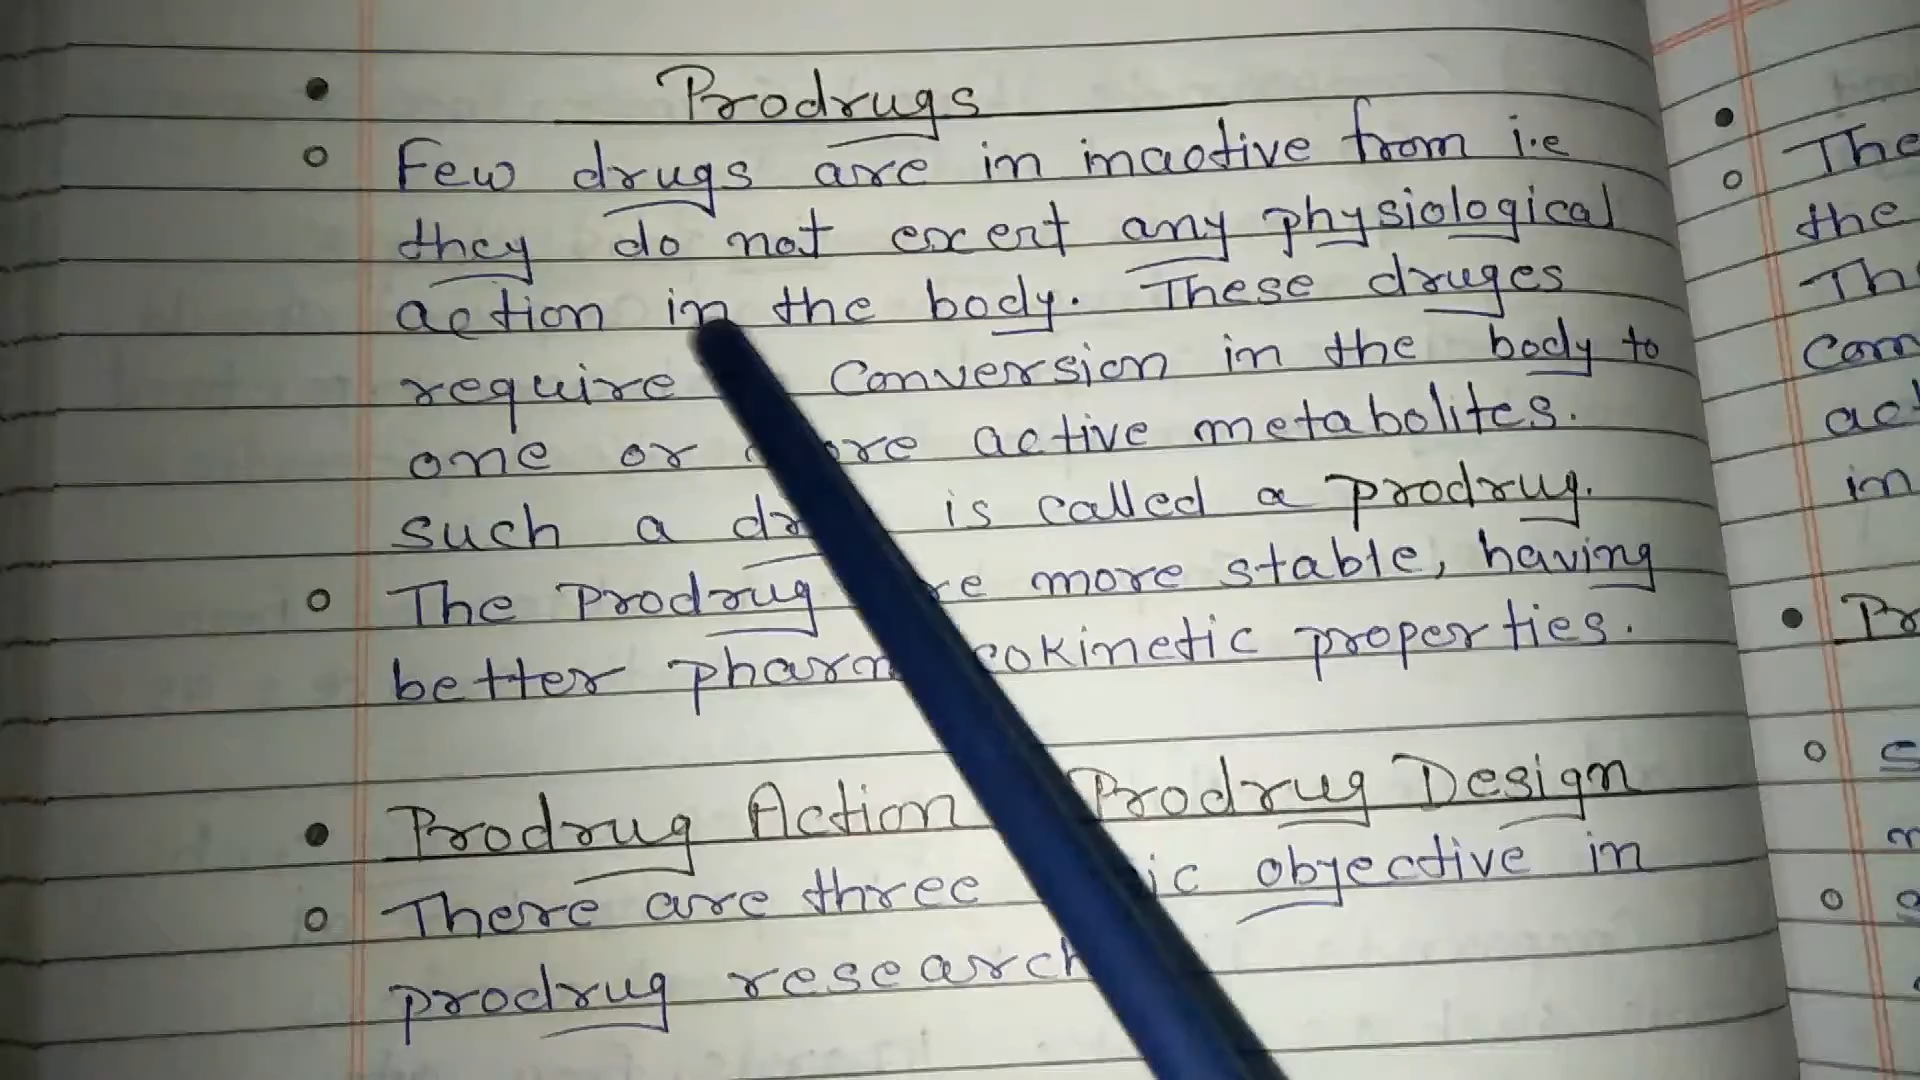 Prodrugs
Few drugs are in inactive from i.e
they do not exert any physiological
action in the body. These druges
require conversion in the body to
one or active metabolites.
such a is called a prodrug.
The Prodrug more stable, having
better properties.
Prodrug Action Prodrug Design
There are three objective in
prodrug research
The
the